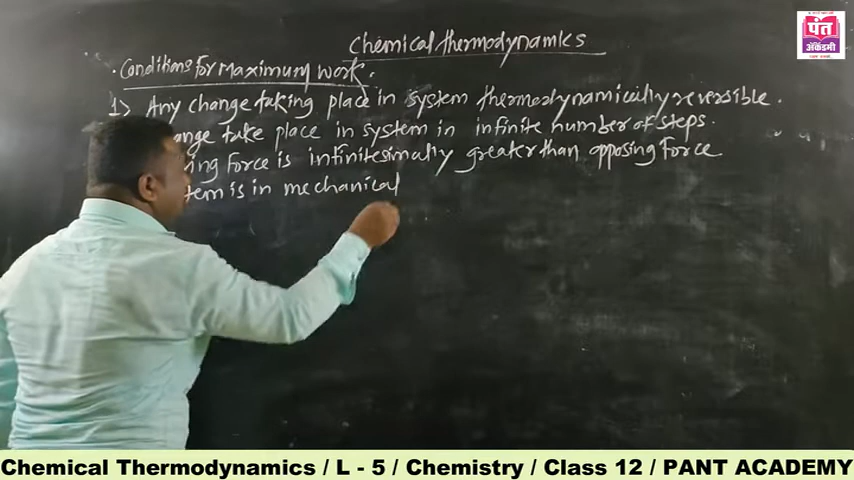 Chemical thermodynamics
पंत
अकॅडमी
. Conditions for Maximum work.
1> Any change taking place in system thermodynamically reversible.
ange take place in system in infinite number of steps.
ing Force is infinitesimally greater than opposing Force
tem is in mechanical
Chemical Thermodynamics / L - 5 / Chemistry / Class 12 / PANT ACADEMY